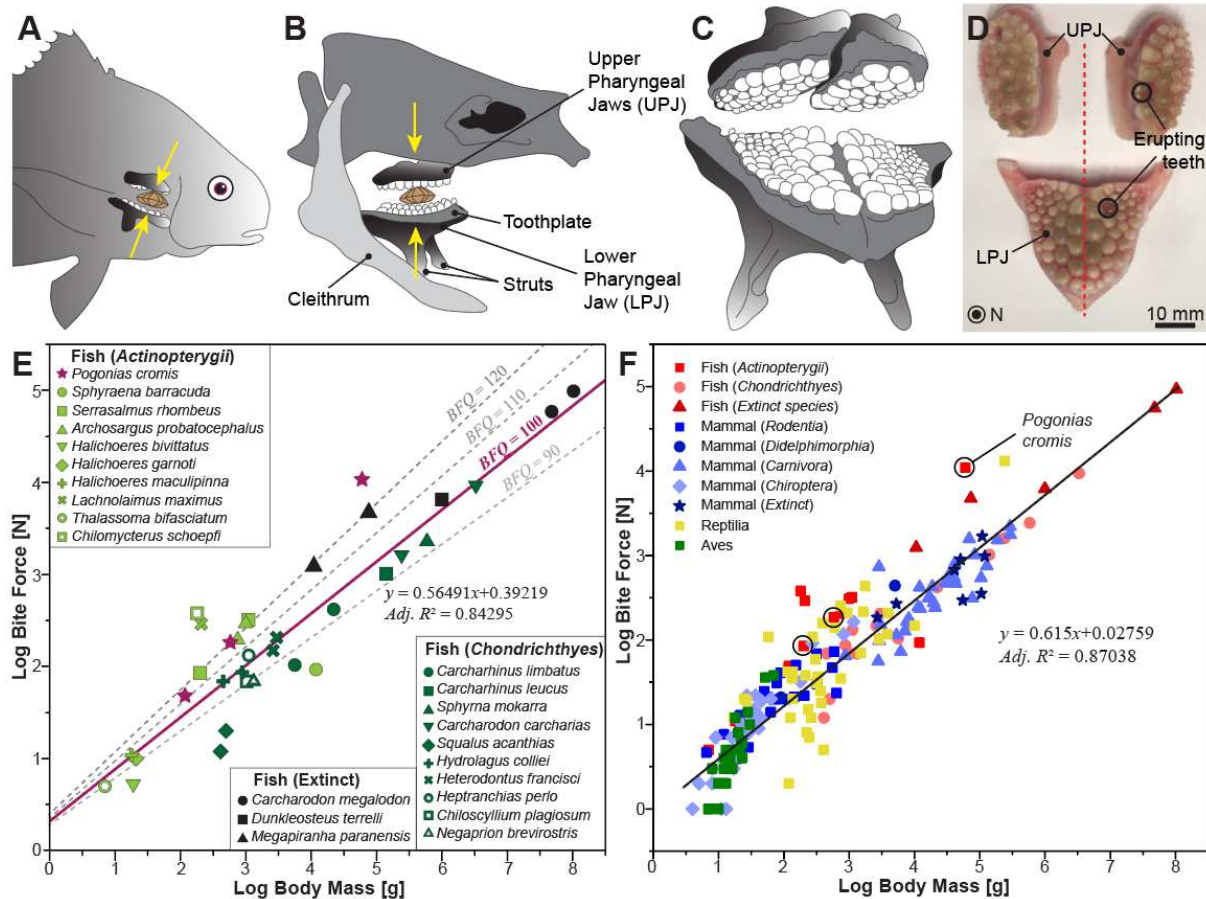 A
B
Upper
Pharyngeal
Jaws (UPJ)
Toothplate
Lower
Pharyngeal
Jaw (LPJ)
Struts
Cleithrum
C
D
UPJ
Erupting
teeth
LPJ
N
10 mm
E
Fish (Actinopterygii)
Pogonias cromis
Sphyraena barracuda
Serrasalmus rhombeus
Archosargus probatocephalus
Halichoeres bivittatus
Halichoeres garnoti
Halichoeres maculipinna
Lachnolaimus maximus
Thalassoma bifasciatum
Chilomycterus schoepfi
BFQ = 120
BFQ = 110
BFQ = 100
BFQ = 90
y = 0.56491x+0.39219
Adj. R² = 0.84295
Fish (Chondrichthyes)
Carcharhinus limbatus
Carcharhinus leucus
Sphyrna mokarra
Carcharodon carcharias
Squalus acanthias
Hydrolagus colliei
Heterodontus francisci
Heptranchias perlo
Chiloscyllium plagiosum
Negaprion brevirostris
Fish (Extinct)
Carcharodon megalodon
Dunkleosteus terrelli
Megapiranha paranensis
Log Bite Force [N]
5
4
3
2
1
0
0 1 2 3 4 5 6 7 8
Log Body Mass [g]
F
Fish (Actinopterygii)
Fish (Chondrichthyes)
Fish (Extinct species)
Mammal (Rodentia)
Mammal (Didelphimorphia)
Mammal (Carnivora)
Mammal (Chiroptera)
Mammal (Extinct)
Reptilia
Aves
Pogonias
cromis
y = 0.615x+0.02759
Adj. R² = 0.87038
Log Bite Force [N]
5
4
3
2
1
0
0 1 2 3 4 5 6 7 8
Log Body Mass [g]